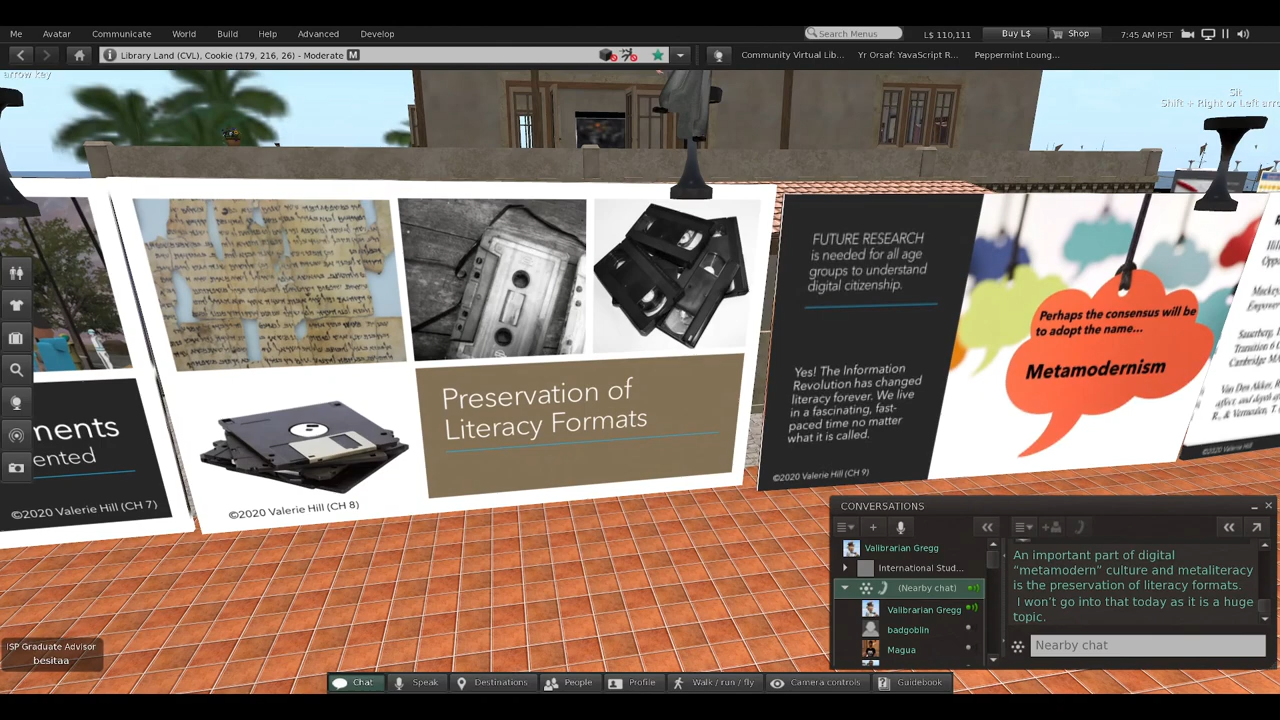 Me Avatar Communicate World Build Help Advanced Develop
Search Menus
L$ 110,111
Buy L$
Shop
7:45 AM PST
Library Land (CVL), Cookie (179, 216, 26) - Moderate M
Community Virtual Lib...
Yr Orsaf: YavaScript R...
Peppermint Loung...
arrow key
Sit
Shift + Right or Left arrow
ments
ented
©2020 Valerie Hill (CH 7)
Preservation of
Literacy Formats
©2020 Valerie Hill (CH 8)
FUTURE RESEARCH
is needed for all age
groups to understand
digital citizenship.
Yes! The Information
Revolution has changed
literacy forever. We live
in a fascinating, fast-
paced time no matter
what it is called.
©2020 Valerie Hill (CH 9)
Perhaps the consensus will be
to adopt the name...
Metamodernism
©2020 Valerie Hill
CONVERSATIONS
Valibrarian Gregg
International Stud...
(Nearby chat)
Valibrarian Gregg
badgoblin
Magua
An important part of digital
"metamodern" culture and metaliteracy
is the preservation of literacy formats.
I won't go into that today as it is a huge
topic.
Nearby chat
ISP Graduate Advisor
besitaa
Chat Speak Destinations People Profile Walk / run / fly Camera controls Guidebook